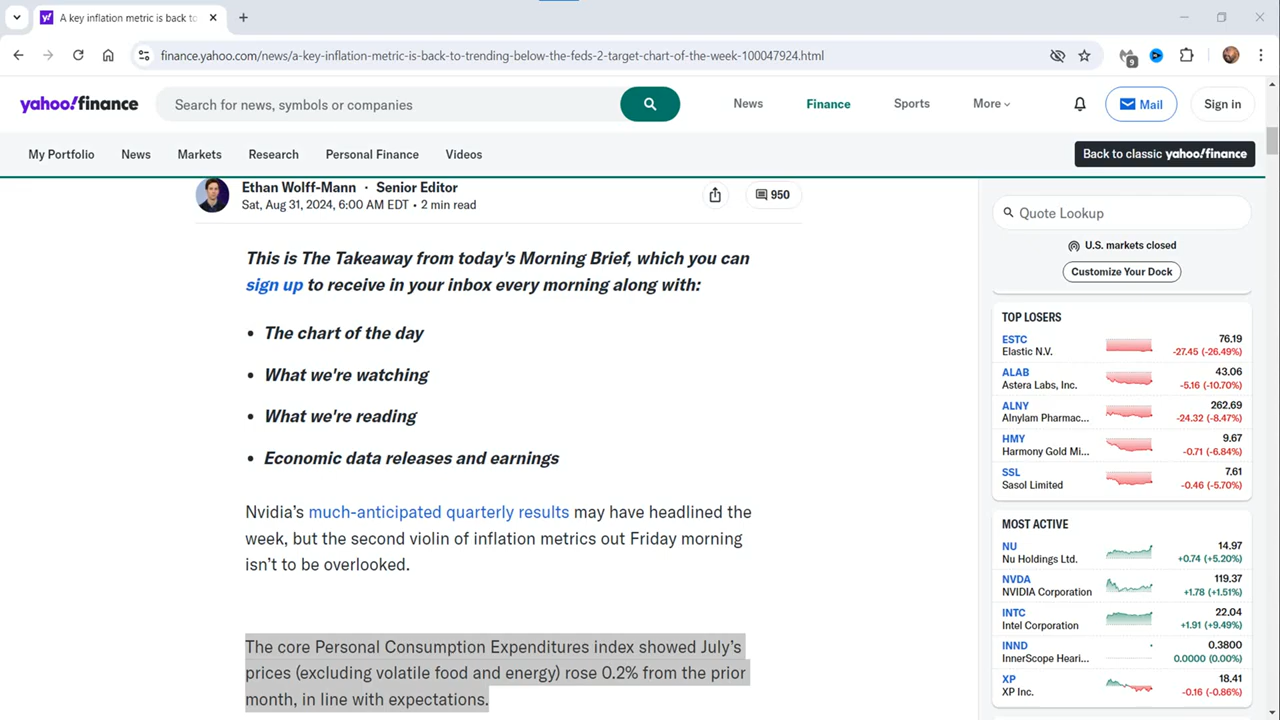 A key inflation metric is back to
finance.yahoo.com/news/a-key-inflation-metric-is-back-to-trending-below-the-feds-2-target-chart-of-the-week-100047924.html
9
yahoo!finance
Search for news, symbols or companies
News
Finance
Sports
More
Mail
Sign in
My Portfolio
News
Markets
Research
Personal Finance
Videos
Back to classic yahoo!finance
Ethan Wolff-Mann · Senior Editor
Sat, Aug 31, 2024, 6:00 AM EDT • 2 min read
950
This is The Takeaway from today's Morning Brief, which you can
sign up to receive in your inbox every morning along with:
• The chart of the day
• What we're watching
• What we're reading
• Economic data releases and earnings
Nvidia’s much-anticipated quarterly results may have headlined the
week, but the second violin of inflation metrics out Friday morning
isn’t to be overlooked.
The core Personal Consumption Expenditures index showed July’s
prices (excluding volatile food and energy) rose 0.2% from the prior
month, in line with expectations.
Quote Lookup
U.S. markets closed
Customize Your Dock
TOP LOSERS
ESTC 76.19
Elastic N.V. -27.45 (-26.49%)
ALAB 43.06
Astera Labs, Inc. -5.16 (-10.70%)
ALNY 262.69
Alnylam Pharmac... -24.32 (-8.47%)
HMY 9.67
Harmony Gold Mi... -0.71 (-6.84%)
SSL 7.61
Sasol Limited -0.46 (-5.70%)
MOST ACTIVE
NU 14.97
Nu Holdings Ltd. +0.74 (+5.20%)
NVDA 119.37
NVIDIA Corporation +1.78 (+1.51%)
INTC 22.04
Intel Corporation +1.91 (+9.49%)
INND 0.3800
InnerScope Heari... 0.0000 (0.00%)
XP 18.41
XP Inc. -0.16 (-0.86%)